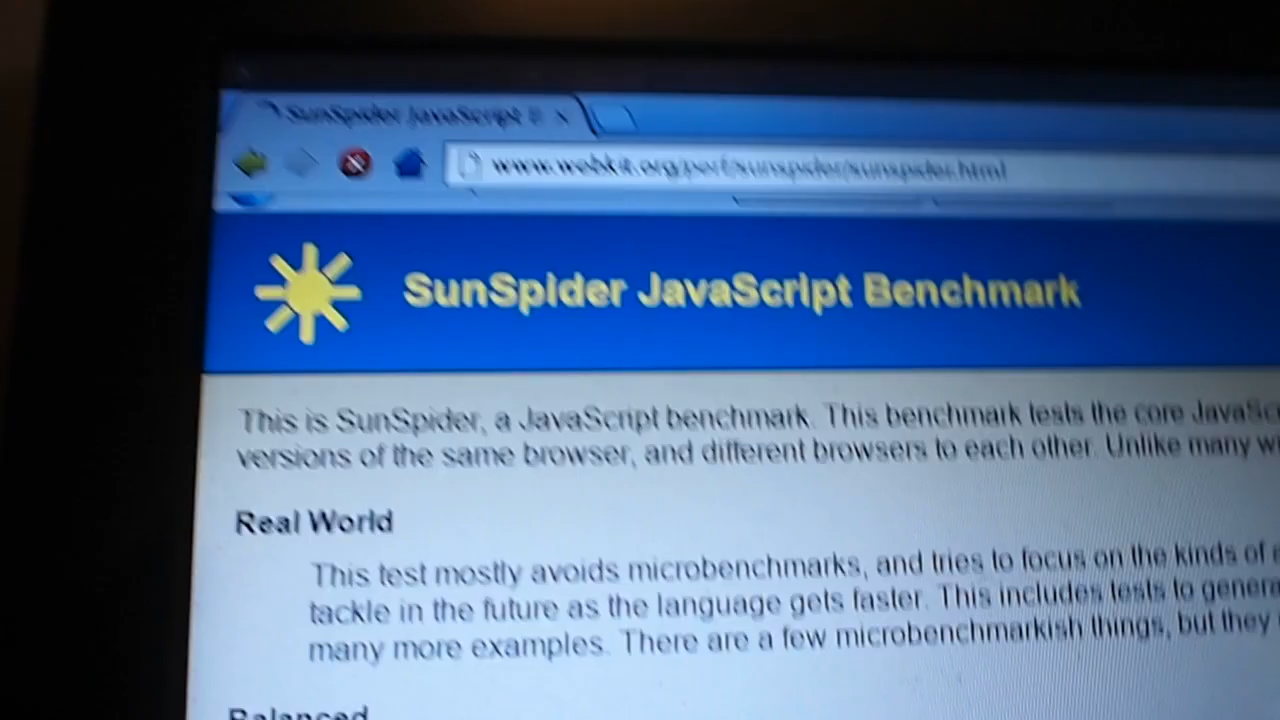 SunSpider JavaScript
www.webkit.org/perf/sunspider/sunspider.html
SunSpider JavaScript Benchmark
This is SunSpider, a JavaScript benchmark. This benchmark tests the core JavaSc
versions of the same browser, and different browsers to each other. Unlike many wi
Real World
This test mostly avoids microbenchmarks, and tries to focus on the kinds of a
tackle in the future as the language gets faster. This includes tests to genera
many more examples. There are a few microbenchmarkish things, but they
Balanced